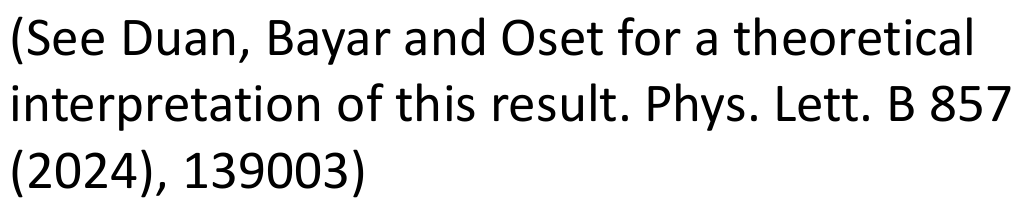 (See Duan, Bayar and Oset for a theoretical
interpretation of this result. Phys. Lett. B 857
(2024), 139003)